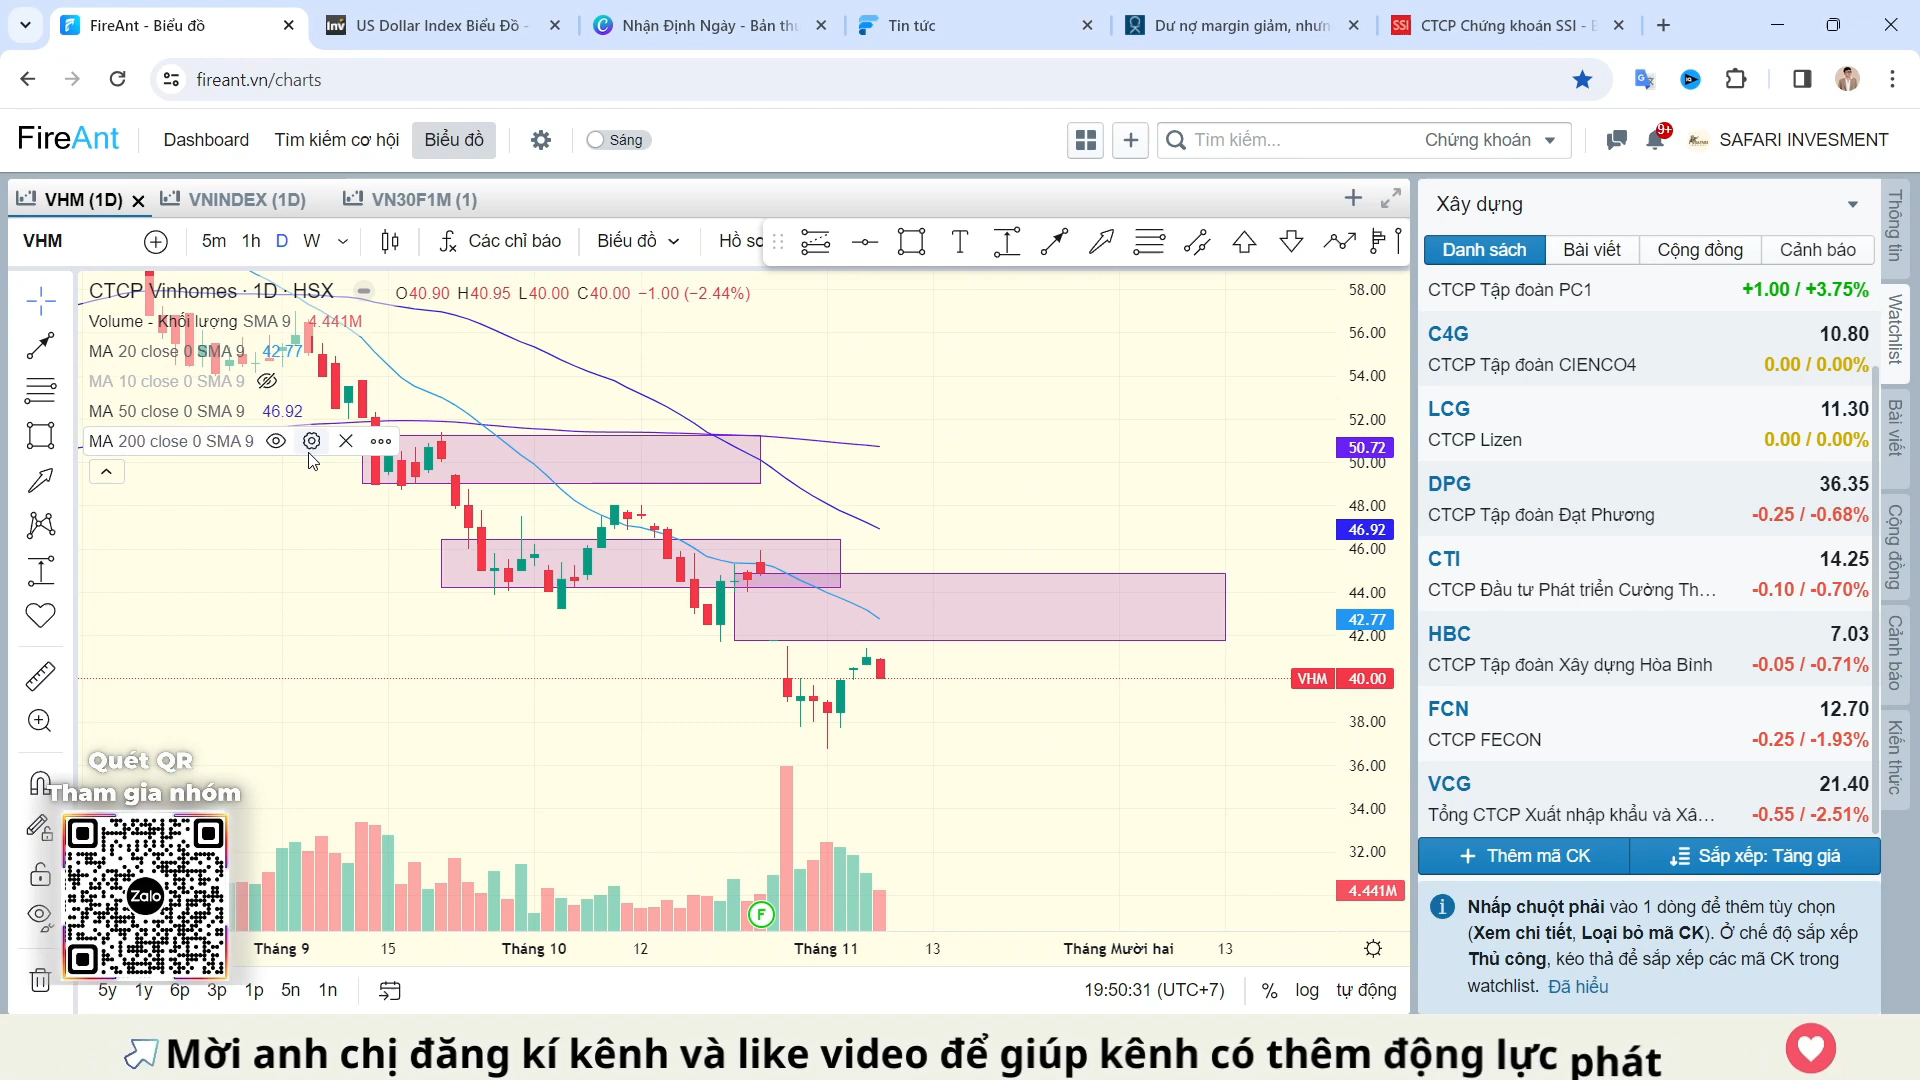 FireAnt - Biểu đồ
US Dollar Index Biểu Đồ -
Nhận Định Ngày - Bản thu
Tin tức
Dư nợ margin giảm, nhưn
CTCP Chứng khoán SSI - B
fireant.vn/charts
FireAnt
Dashboard
Tìm kiếm cơ hội
Biểu đồ
Sáng
Tìm kiếm...
Chứng khoán
9+
SAFARI INVESMENT
VHM (1D)
VNINDEX (1D)
VN30F1M (1)
VHM
5m 1h D W
Các chỉ báo
Biểu đồ
Hồ sơ
CTCP Vinhomes · 1D · HSX
O40.90 H40.95 L40.00 C40.00 −1.00 (−2.44%)
Volume - Khối lượng SMA 9 4.441M
MA 20 close 0 SMA 9 42.77
MA 10 close 0 SMA 9
MA 50 close 0 SMA 9 46.92
MA 200 close 0 SMA 9
58.00
56.00
54.00
52.00
50.72
50.00
48.00
46.92
46.00
44.00
42.77
42.00
VHM 40.00
38.00
36.00
34.00
32.00
4.441M
F
Quét QR
Tham gia nhóm
Zalo
Tháng 9 15 Tháng 10 12 Tháng 11 13 Tháng Mười hai 13
5y 1y 6p 3p 1p 5n 1n
19:50:31 (UTC+7)
% log tự động
Xây dựng
Danh sách
Bài viết
Cộng đồng
Cảnh báo
CTCP Tập đoàn PC1 +1.00 / +3.75%
C4G 10.80
CTCP Tập đoàn CIENCO4 0.00 / 0.00%
LCG 11.30
CTCP Lizen 0.00 / 0.00%
DPG 36.35
CTCP Tập đoàn Đạt Phương -0.25 / -0.68%
CTI 14.25
CTCP Đầu tư Phát triển Cường Th... -0.10 / -0.70%
HBC 7.03
CTCP Tập đoàn Xây dựng Hòa Bình -0.05 / -0.71%
FCN 12.70
CTCP FECON -0.25 / -1.93%
VCG 21.40
Tổng CTCP Xuất nhập khẩu và Xâ... -0.55 / -2.51%
Thêm mã CK
Sắp xếp: Tăng giá
Nhấp chuột phải vào 1 dòng để thêm tùy chọn
(Xem chi tiết, Loại bỏ mã CK). Ở chế độ sắp xếp
Thủ công, kéo thả để sắp xếp các mã CK trong
watchlist. Đã hiểu
Thông tin
Watchlist
Bài viết
Cộng đồng
Cảnh báo
Kiến thức
Mời anh chị đăng kí kênh và like video để giúp kênh có thêm động lực phát